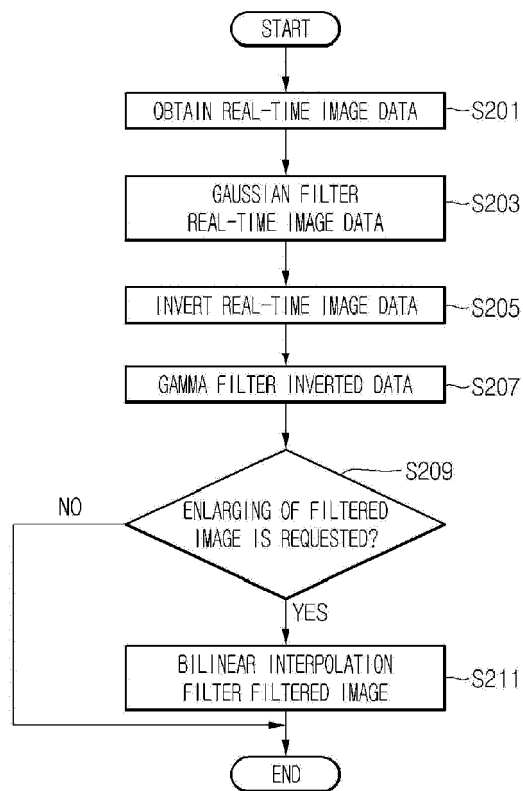 START
OBTAIN REAL-TIME IMAGE DATA
S201
GAUSSIAN FILTER
REAL-TIME IMAGE DATA
S203
INVERT REAL-TIME IMAGE DATA
S205
GAMMA FILTER INVERTED DATA
S207
S209
ENLARGING OF FILTERED
IMAGE IS REQUESTED?
NO
YES
BILINEAR INTERPOLATION
FILTER FILTERED IMAGE
S211
END